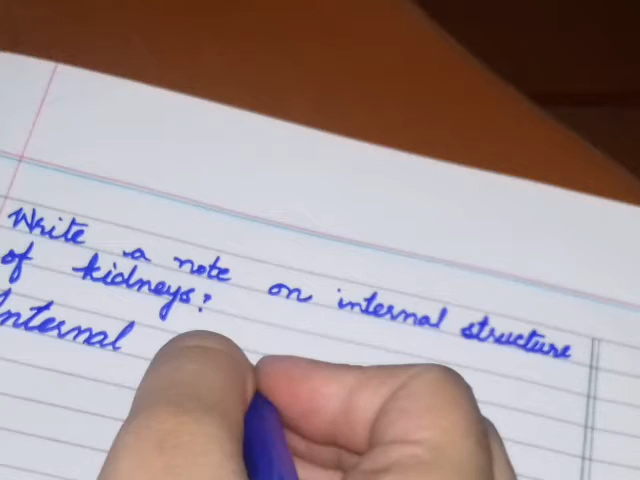 Write a note on internal structure
of kidneys?
Internal